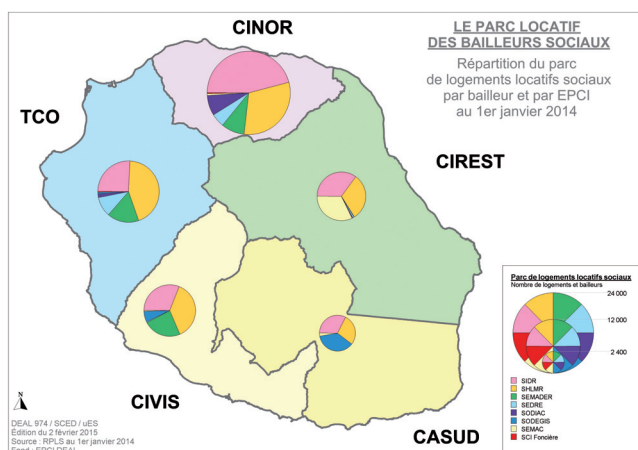 LE PARC LOCATIF
DES BAILLEURS SOCIAUX
Répartition du parc
de logements locatifs sociaux
par bailleur et par EPCI
au 1er janvier 2014
CINOR
TCO
CIREST
CIVIS
CASUD
Parc de logements locatifs sociaux
Nombre de logements et bailleurs
24 000
12 000
2 400
SIDR
SHLMR
SEMADER
SEDRE
SODIAC
SODEGIS
SEMAC
SCI Foncière
N
DEAL 974 / SCED / uES
Édition du 2 février 2015
Source : RPLS au 1er janvier 2014
Fond : EPCI DEAL